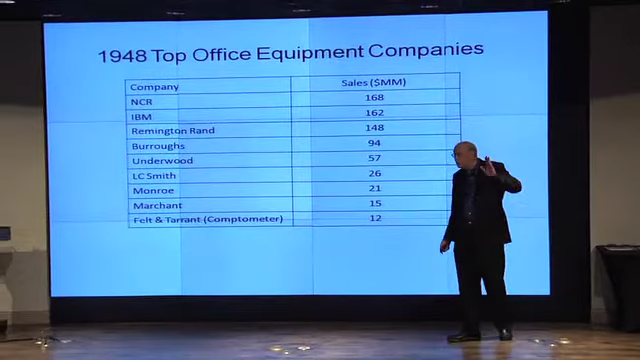 1948 Top Office Equipment Companies
Company Sales ($MM)
NCR 168
IBM 162
Remington Rand 148
Burroughs 94
Underwood 57
LC Smith 26
Monroe 21
Marchant 15
Felt & Tarrant (Comptometer) 12